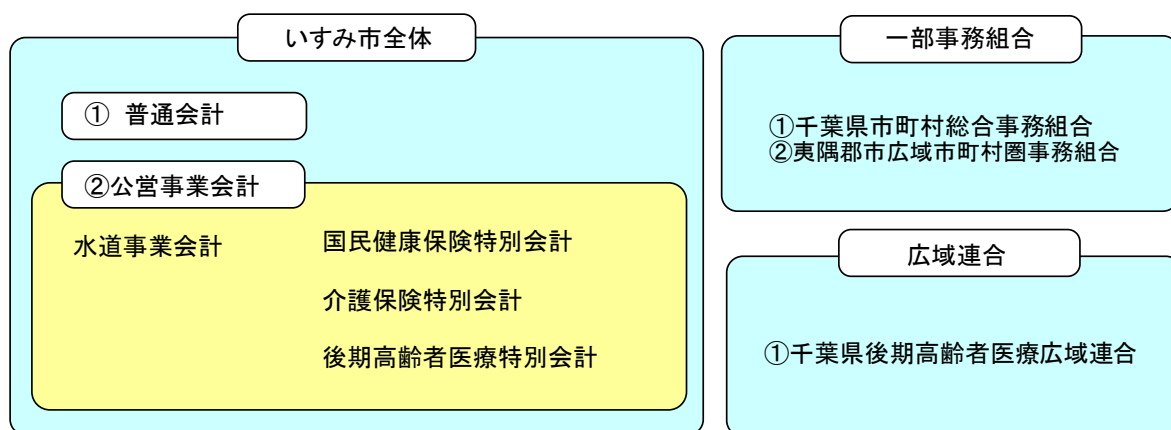 いすみ市全体
① 普通会計
②公営事業会計
水道事業会計
国民健康保険特別会計
介護保険特別会計
後期高齢者医療特別会計
一部事務組合
①千葉県市町村総合事務組合
②夷隅郡市広域市町村圏事務組合
広域連合
①千葉県後期高齢者医療広域連合